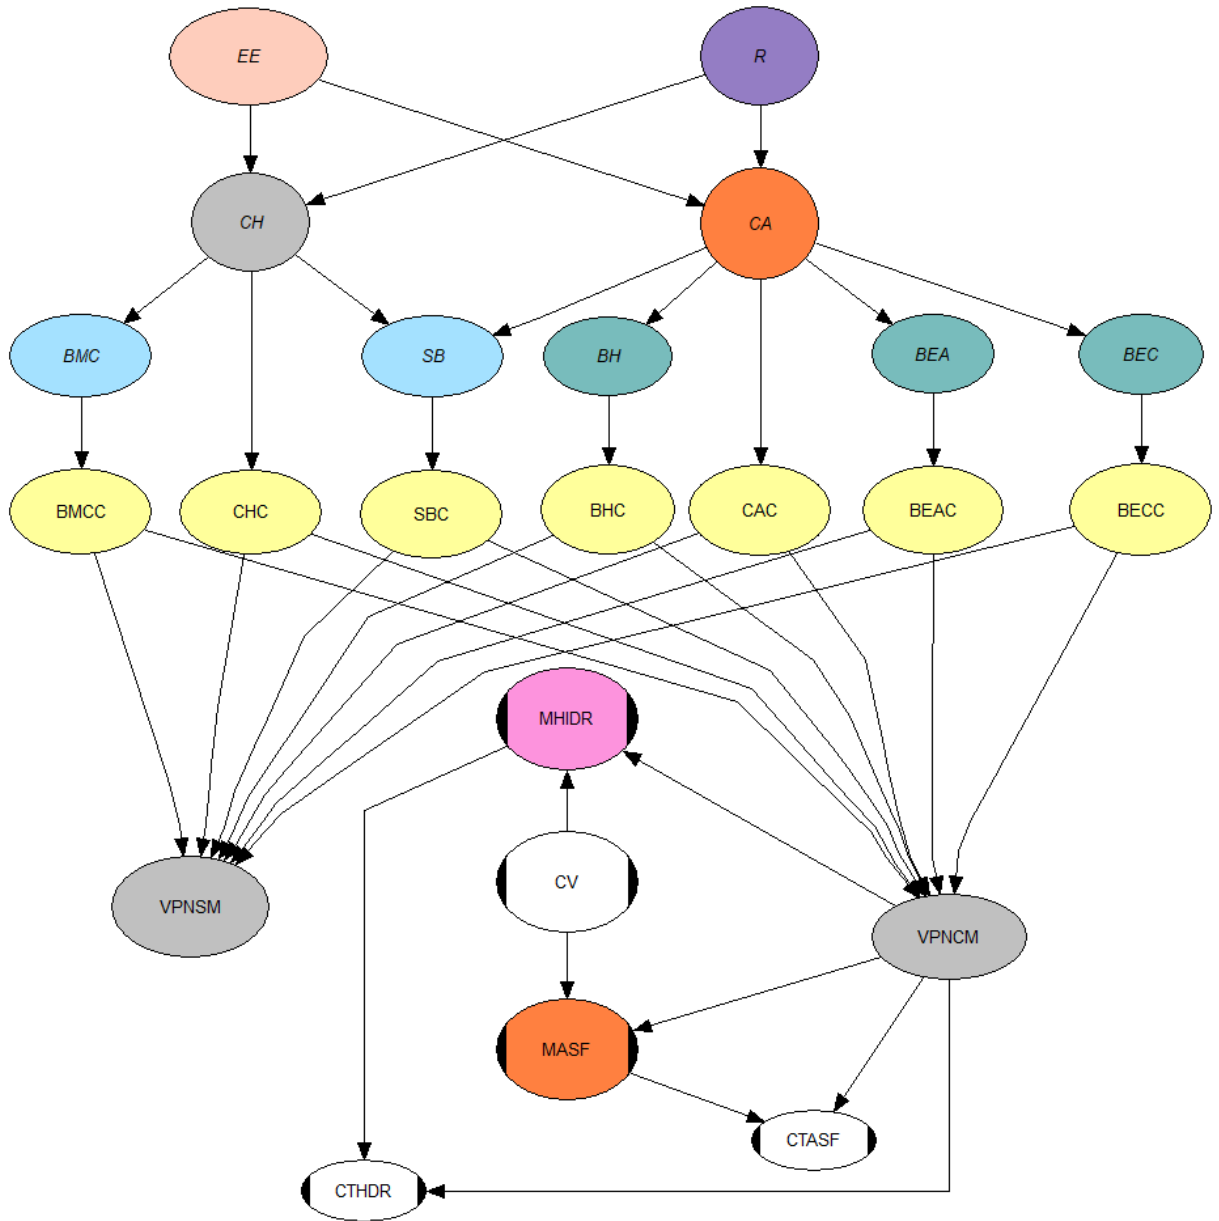 EE
R
CH
CA
BMC
SB
BH
BEA
BEC
BMCC
CHC
SBC
BHC
CAC
BEAC
BECC
MHIDR
CV
VPNSM
VPNCM
MASF
CTASF
CTHDR